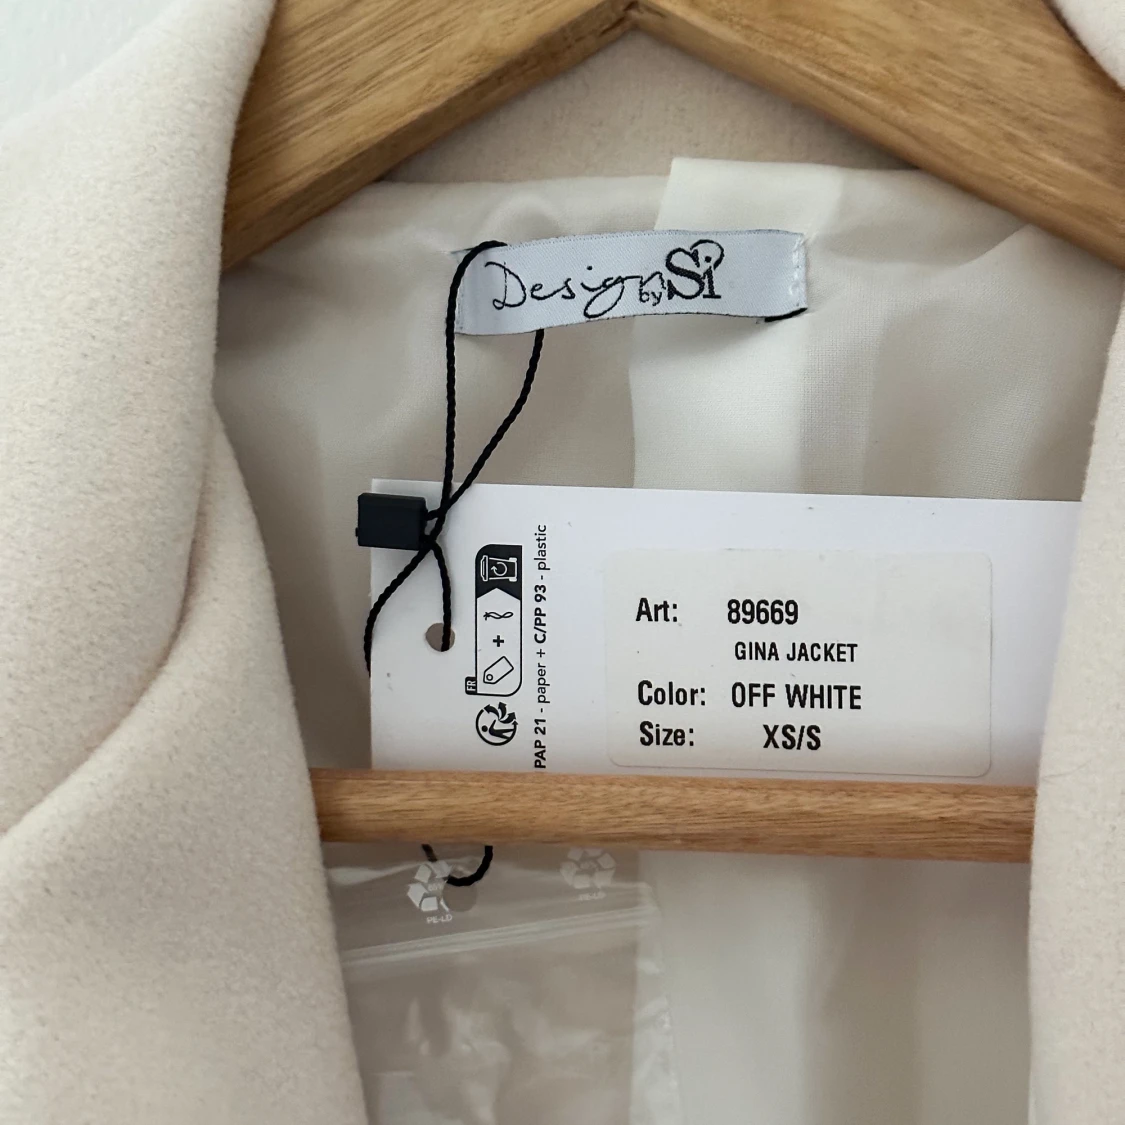 Design by Si
PAP 21 - paper + C/PP 93 - plastic
FR
Art: 89669
GINA JACKET
Color: OFF WHITE
Size: XS/S
PE-LD
PE-LD